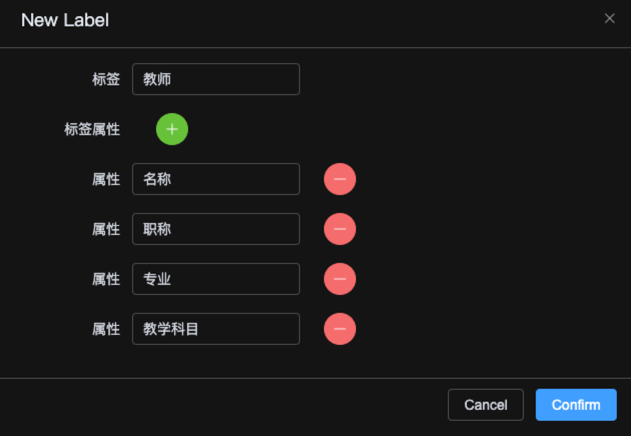 New Label
标签 教师
标签属性
属性 名称
属性 职称
属性 专业
属性 教学科目
Cancel Confirm